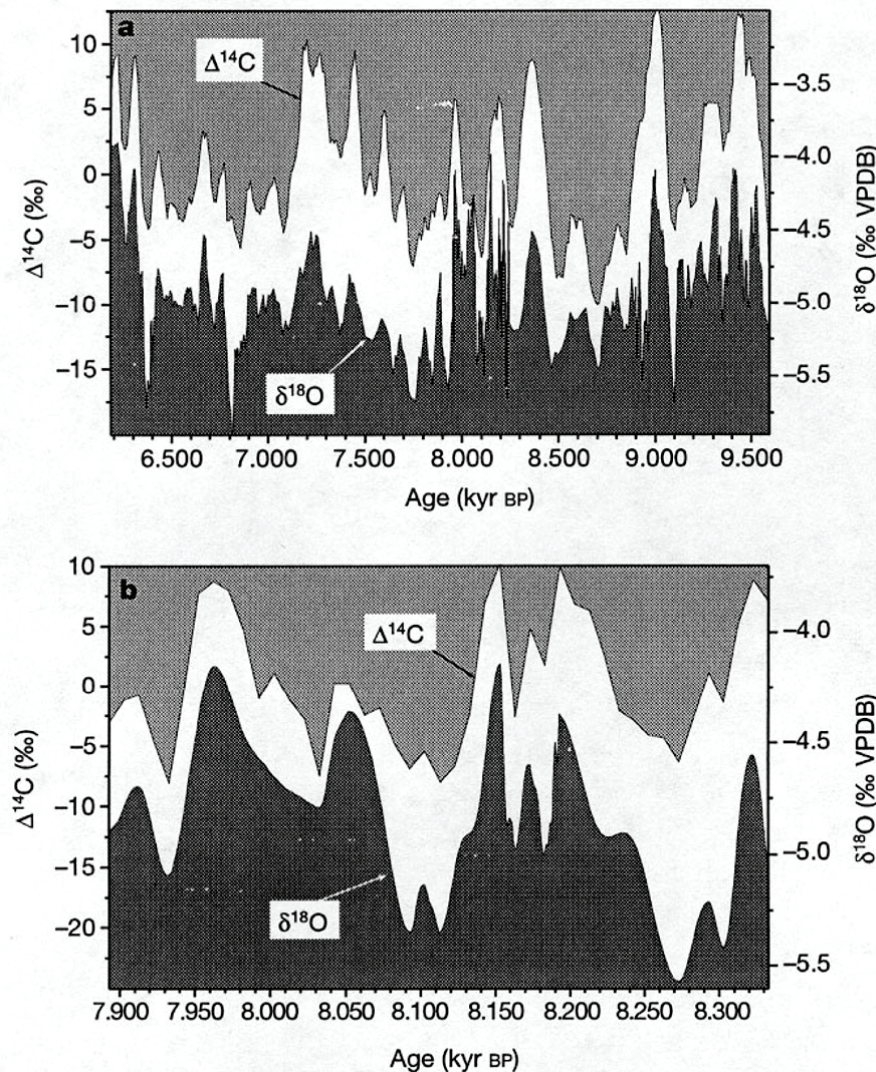 a
Δ¹⁴C
δ¹⁸O
10
5
0
−5
−10
−15
Δ¹⁴C (‰)
−3.5
−4.0
−4.5
−5.0
−5.5
δ¹⁸O (‰ VPDB)
6.500 7.000 7.500 8.000 8.500 9.000 9.500
Age (kyr BP)
b
Δ¹⁴C
δ¹⁸O
10
5
0
−5
−10
−15
−20
Δ¹⁴C (‰)
−4.0
−4.5
−5.0
−5.5
δ¹⁸O (‰ VPDB)
7.900 7.950 8.000 8.050 8.100 8.150 8.200 8.250 8.300
Age (kyr BP)